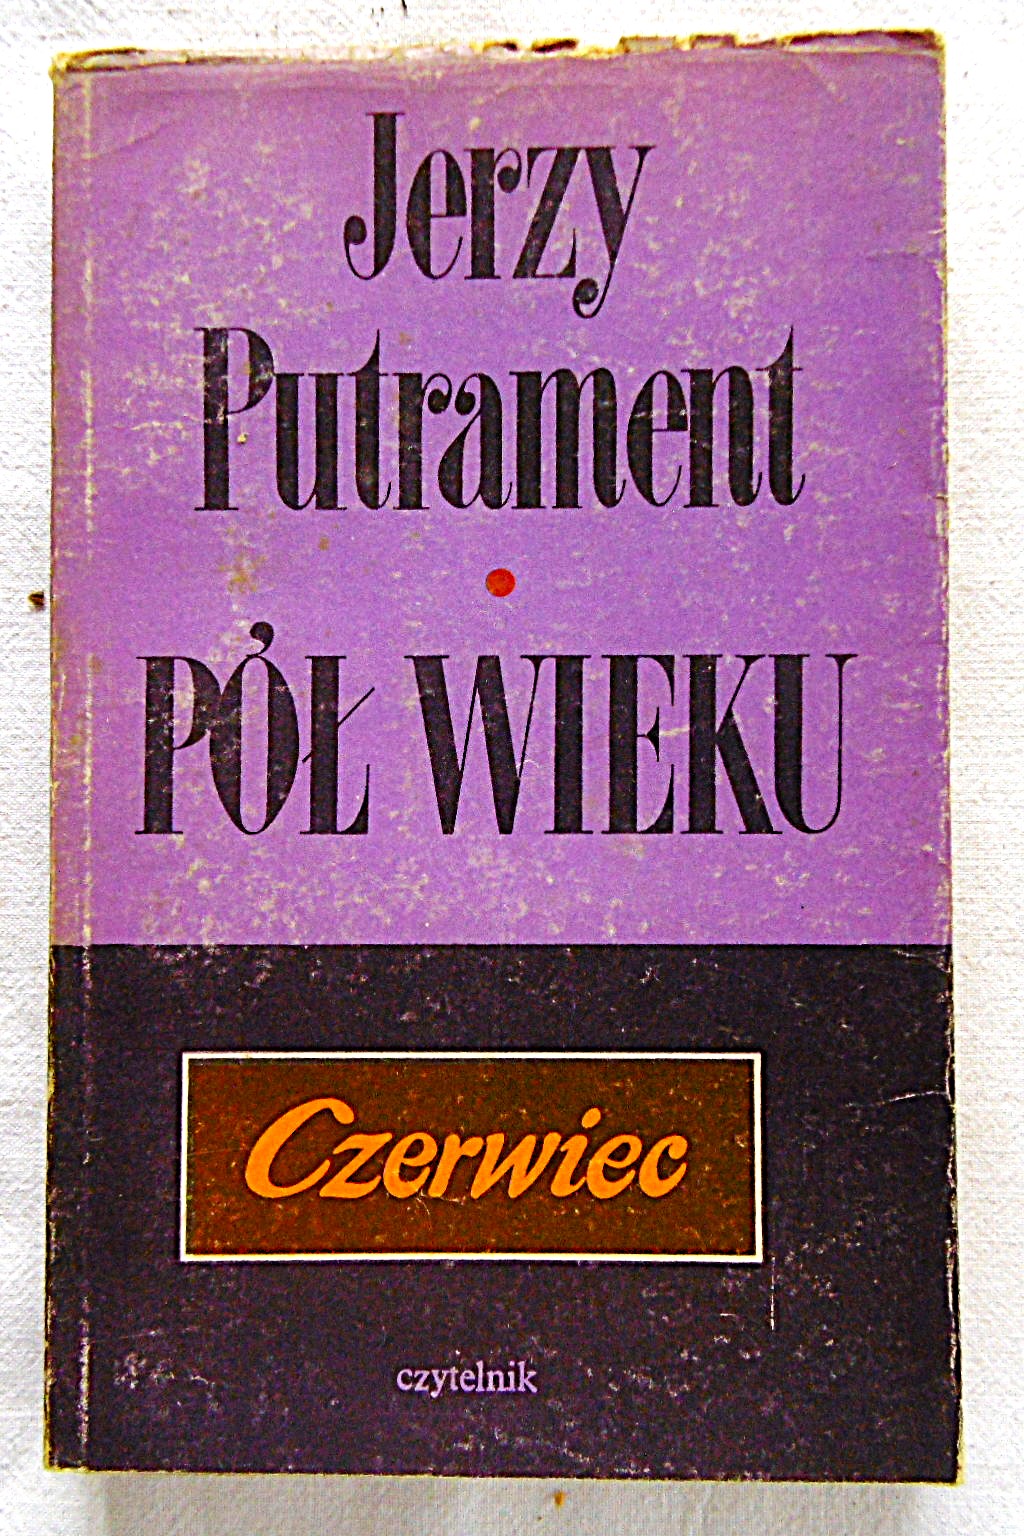 Jerzy
Putrament
PÓŁ WIEKU
Czerwiec
czytelnik